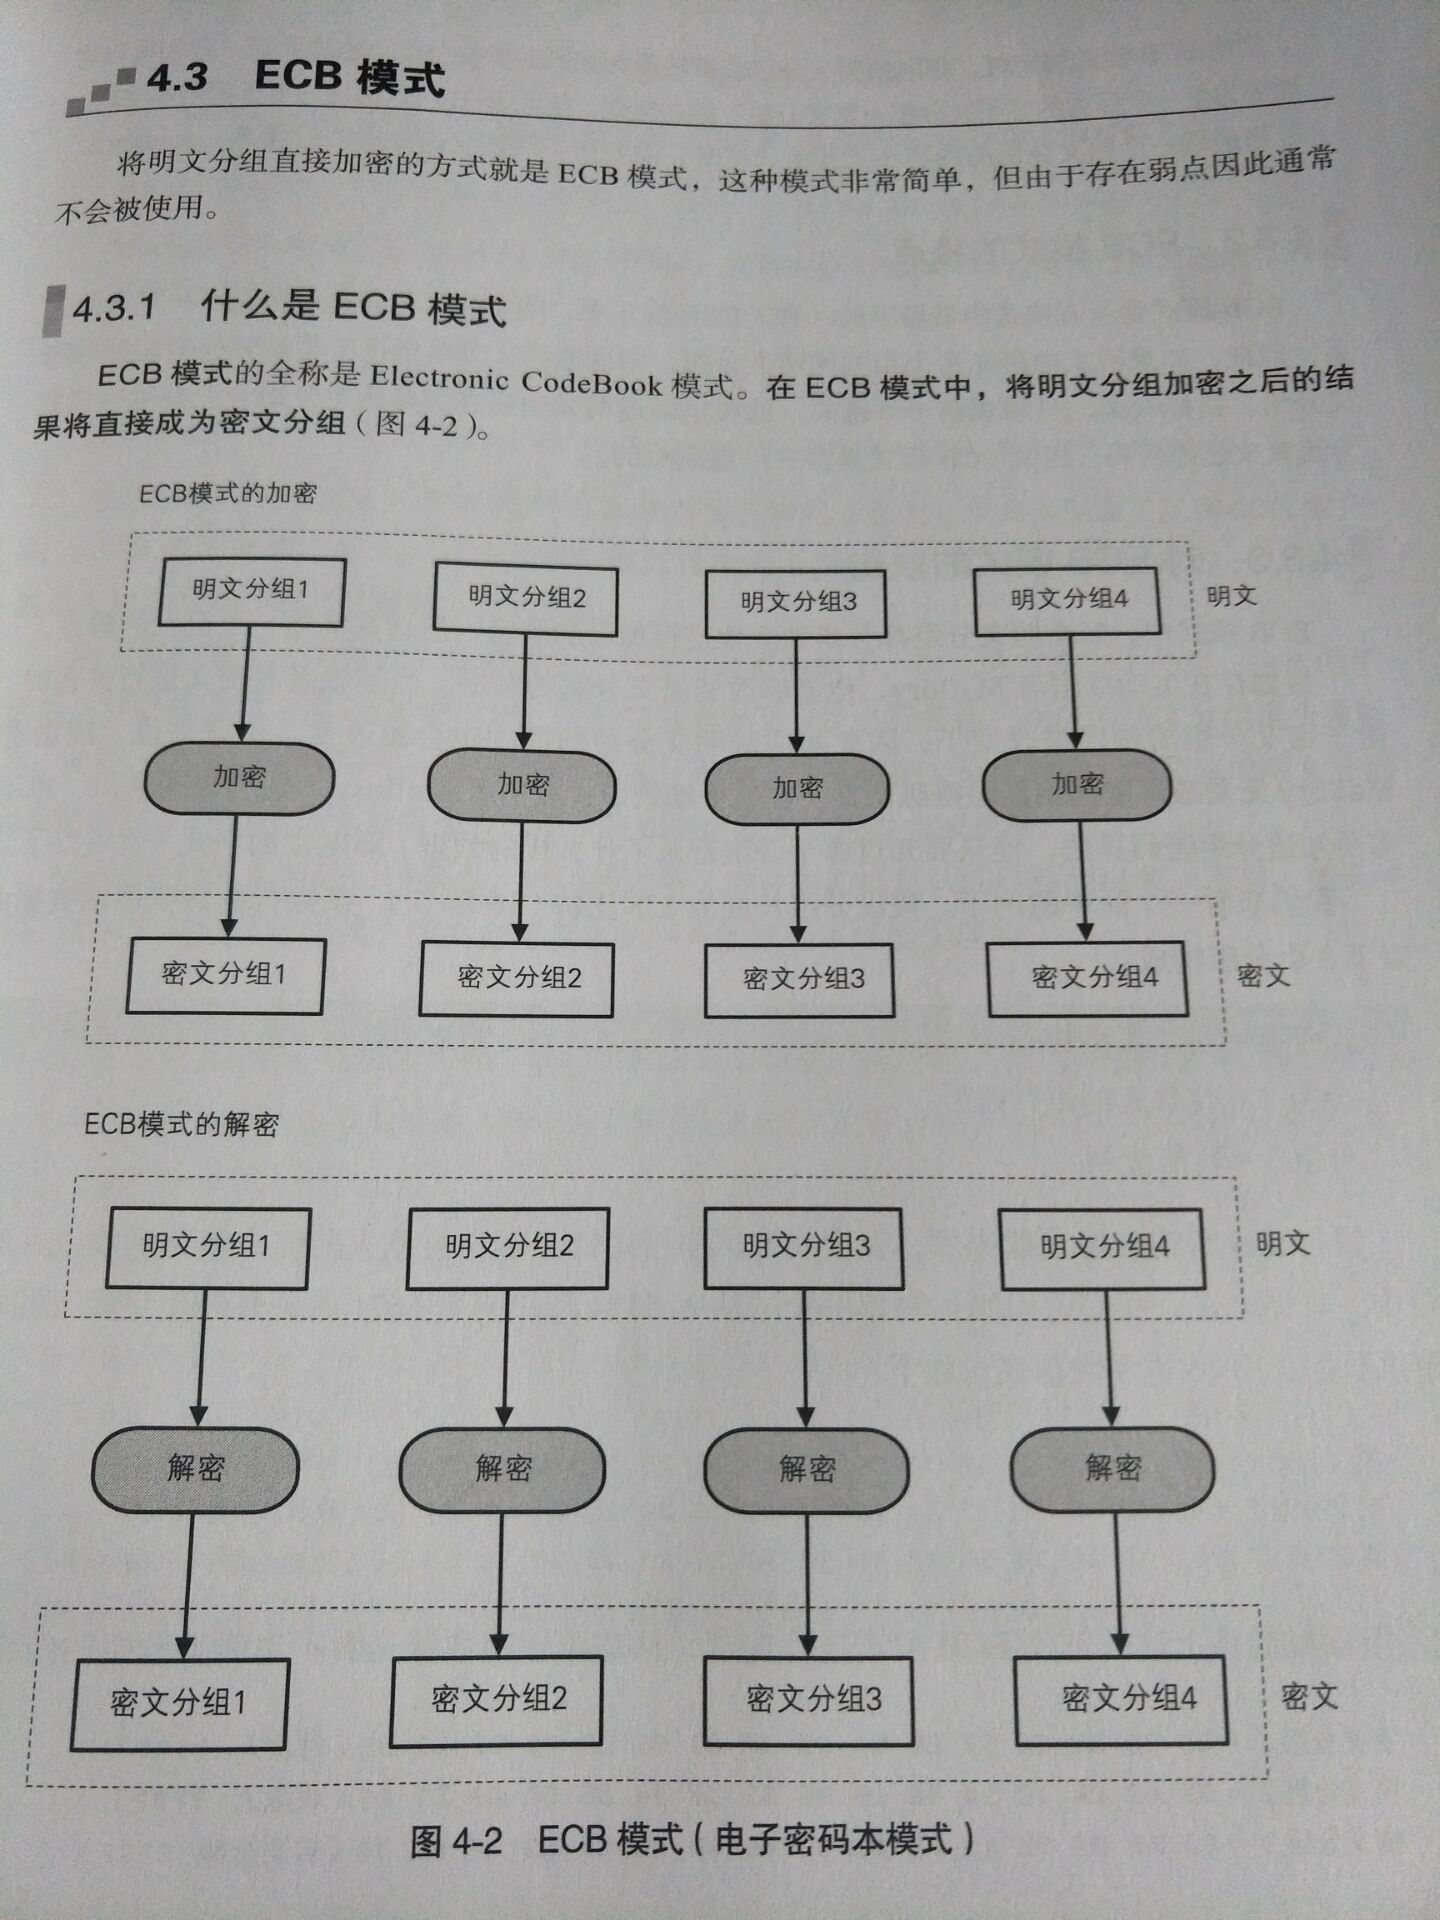 4.3 ECB 模式
将明文分组直接加密的方式就是 ECB 模式，这种模式非常简单，但由于存在弱点因此通常
不会被使用。
4.3.1 什么是 ECB 模式
ECB 模式的全称是 Electronic CodeBook 模式。在 ECB 模式中，将明文分组加密之后的结
果将直接成为密文分组（图 4-2）。
ECB模式的加密
明文分组1 明文分组2 明文分组3 明文分组4 明文
加密 加密 加密 加密
密文分组1 密文分组2 密文分组3 密文分组4 密文
ECB模式的解密
明文分组1 明文分组2 明文分组3 明文分组4 明文
解密 解密 解密 解密
密文分组1 密文分组2 密文分组3 密文分组4 密文
图 4-2 ECB 模式（电子密码本模式）